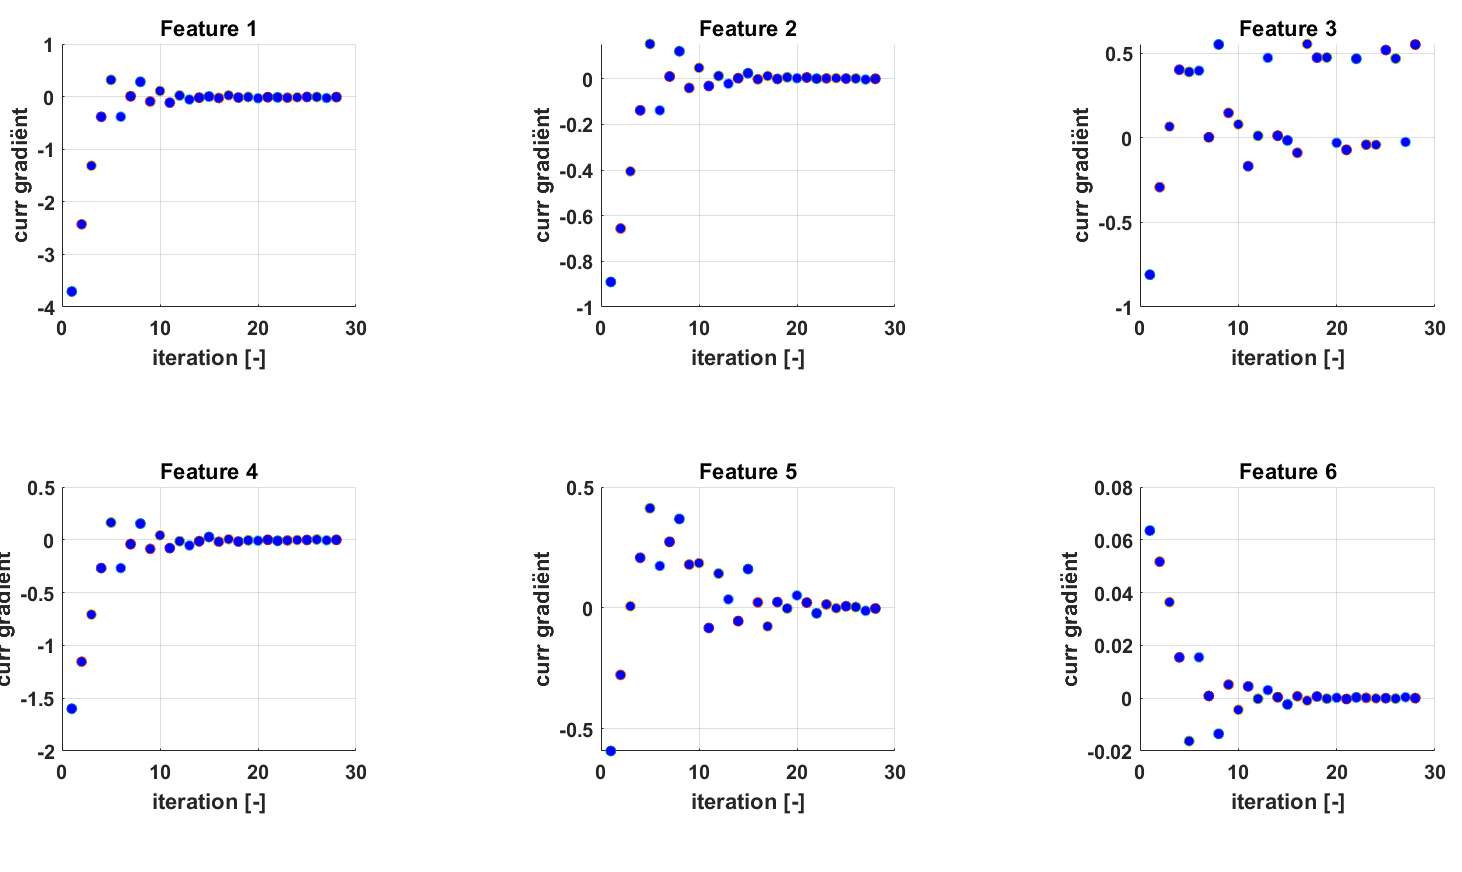 Feature 1
1
0
-1
-2
-3
-4
curr gradiënt
0 10 20 30
iteration [-]
Feature 2
0
-0.2
-0.4
-0.6
-0.8
-1
curr gradiënt
0 10 20 30
iteration [-]
Feature 3
0.5
0
-0.5
-1
curr gradiënt
0 10 20 30
iteration [-]
Feature 4
0.5
0
-0.5
-1
-1.5
-2
curr gradiënt
0 10 20 30
iteration [-]
Feature 5
0.5
0
-0.5
curr gradiënt
0 10 20 30
iteration [-]
Feature 6
0.08
0.06
0.04
0.02
0
-0.02
curr gradiënt
0 10 20 30
iteration [-]